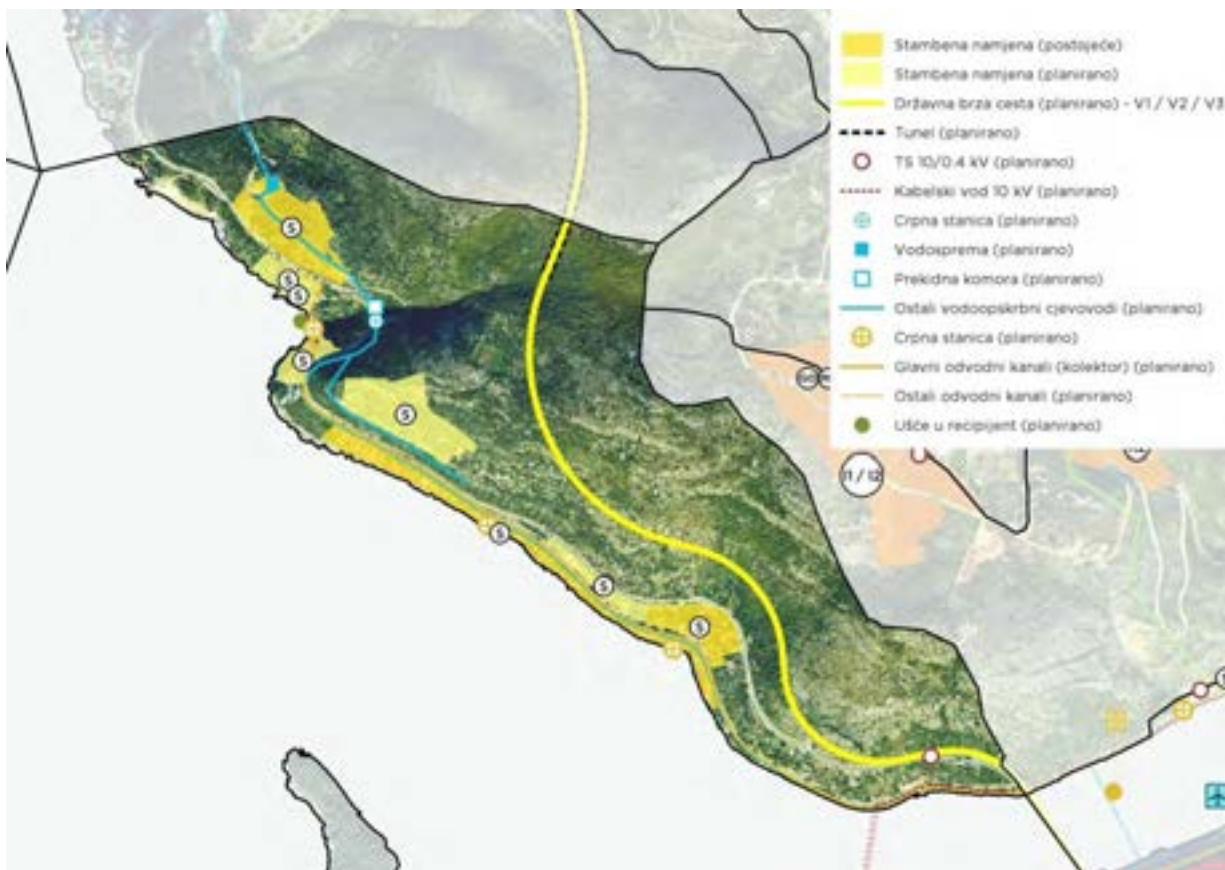 Stambena namjena (postojeće)
Stambena namjena (planirano)
Državna brza cesta (planirano) - V1 / V2 / V3
Tunel (planirano)
TS 10/0.4 kV (planirano)
Kabelski vod 10 kV (planirano)
Crpna stanica (planirano)
Vodosprema (planirano)
Prekidna komora (planirano)
Ostali vodoopskrbni cjevovodi (planirano)
Crpna stanica (planirano)
Glavni odvodni kanali (kolektor) (planirano)
Ostali odvodni kanali (planirano)
Ušće u recipijent (planirano)
S
S
S
S
S
I1 / I2
S
S
S